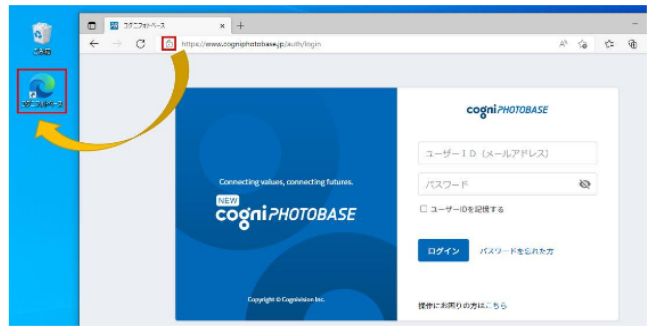 ごみ箱
コグニフォトベース
コグニフォトベース
https://www.cogniphotobase.jp/auth/login
cogni PHOTOBASE
ユーザーID (メールアドレス)
パスワード
ユーザーIDを記憶する
ログイン パスワードを忘れた方
操作にお困りの方はこちら
Connecting values, connecting futures.
NEW
cogni PHOTOBASE
Copyright © Cognivision Inc.